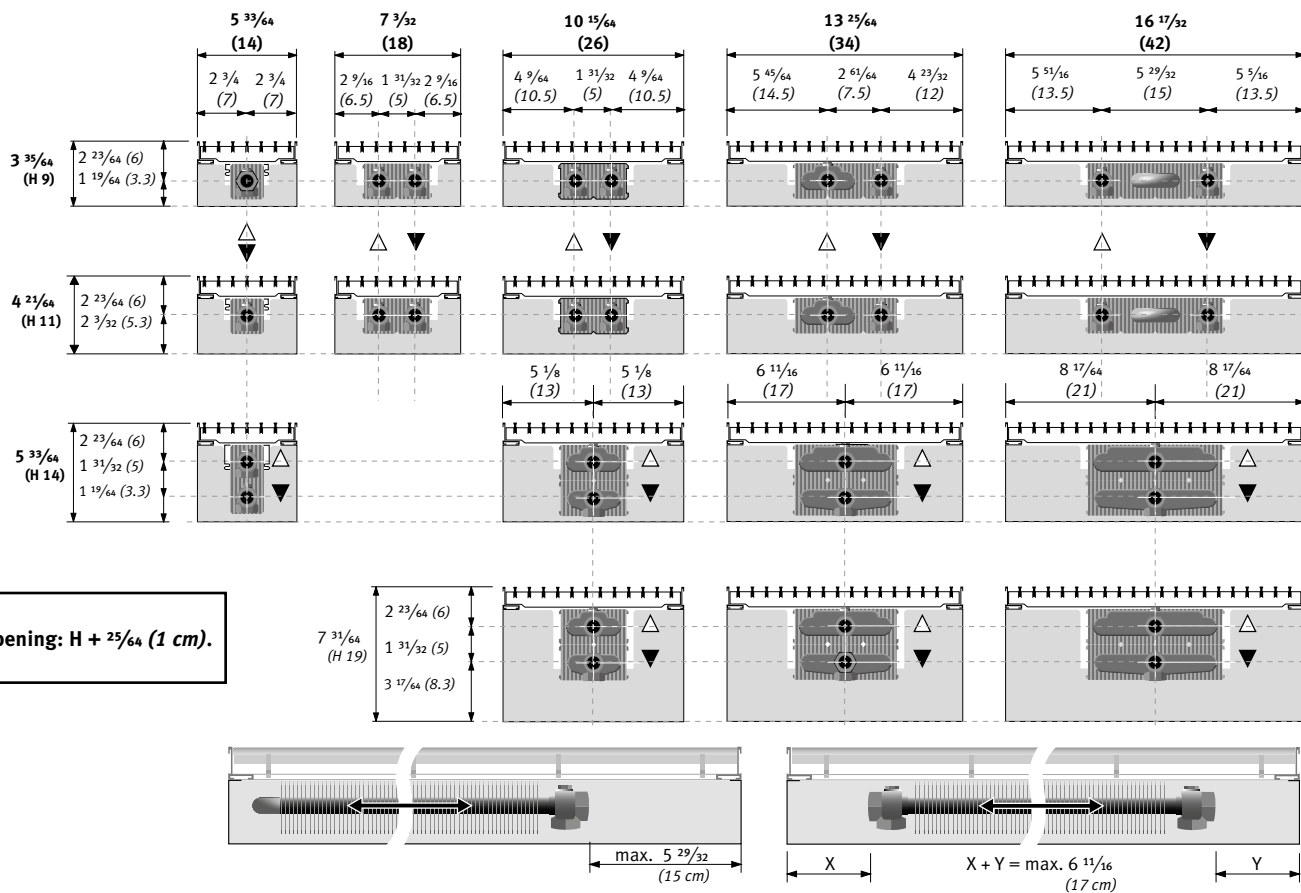 5 33/64 7 3/32 10 15/64 13 25/64 16 17/32
(14) (18) (26) (34) (42)
2 3/4 2 3/4 2 9/16 1 31/32 2 9/16 4 9/64 1 31/32 4 9/64 5 45/64 2 61/64 4 23/32 5 51/16 5 29/32 5 5/16
(7) (7) (6.5) (5) (6.5) (10.5) (5) (10.5) (14.5) (7.5) (12) (13.5) (15) (13.5)
3 35/64
(H 9)
2 23/64 (6)
1 19/64 (3.3)
4 21/64
(H 11)
2 23/64 (6)
2 3/32 (5.3)
5 1/8 5 1/8 6 11/16 6 11/16 8 17/64 8 17/64
(13) (13) (17) (17) (21) (21)
5 33/64
(H 14)
2 23/64 (6)
1 31/32 (5)
1 19/64 (3.3)
pening: H + 25/64 (1 cm).
7 31/64
(H 19)
2 23/64 (6)
1 31/32 (5)
3 17/64 (8.3)
max. 5 29/32
(15 cm)
X X + Y = max. 6 11/16 Y
(17 cm)